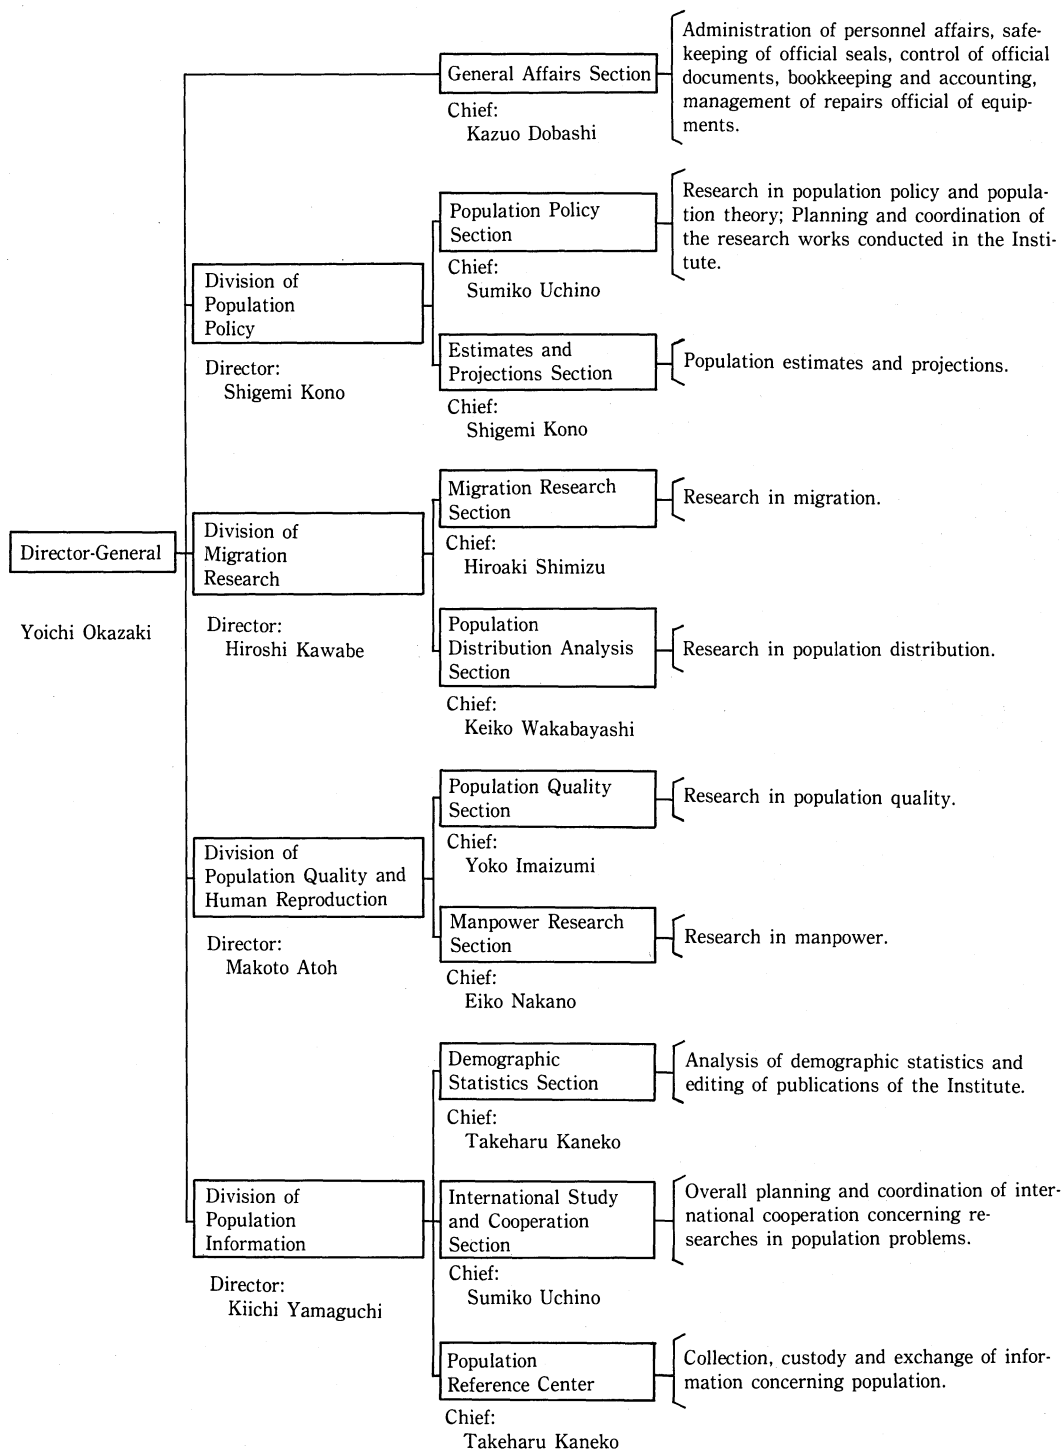 General Affairs Section
Chief:
Kazuo Dobashi
Administration of personnel affairs, safe-
keeping of official seals, control of official
documents, bookkeeping and accounting,
management of repairs official of equip-
ments.
Population Policy
Section
Chief:
Sumiko Uchino
Research in population policy and popula-
tion theory; Planning and coordination of
the research works conducted in the Insti-
tute.
Division of
Population
Policy
Director:
Shigemi Kono
Estimates and
Projections Section
Chief:
Shigemi Kono
Population estimates and projections.
Migration Research
Section
Chief:
Hiroaki Shimizu
Research in migration.
Director-General
Yoichi Okazaki
Division of
Migration
Research
Director:
Hiroshi Kawabe
Population
Distribution Analysis
Section
Chief:
Keiko Wakabayashi
Research in population distribution.
Population Quality
Section
Chief:
Yoko Imaizumi
Research in population quality.
Division of
Population Quality and
Human Reproduction
Director:
Makoto Atoh
Manpower Research
Section
Chief:
Eiko Nakano
Research in manpower.
Demographic
Statistics Section
Chief:
Takeharu Kaneko
Analysis of demographic statistics and
editing of publications of the Institute.
Division of
Population
Information
Director:
Kiichi Yamaguchi
International Study
and Cooperation
Section
Chief:
Sumiko Uchino
Overall planning and coordination of inter-
national cooperation concerning re-
searches in population problems.
Population
Reference Center
Chief:
Takeharu Kaneko
Collection, custody and exchange of infor-
mation concerning population.